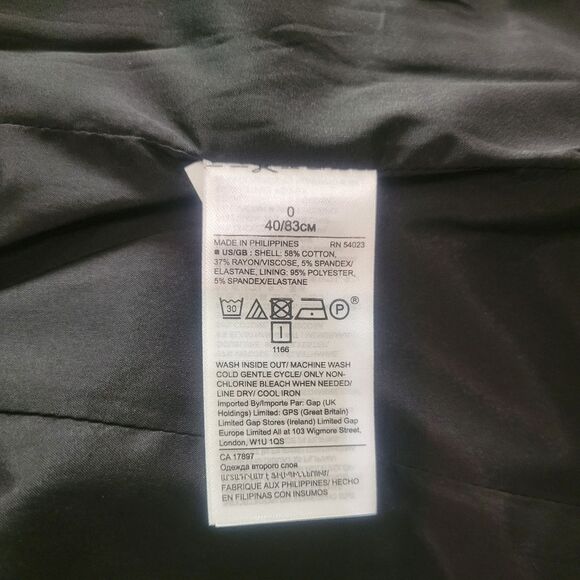 0
40/83CM
MADE IN PHILIPPINES RN 54023
■ US/GB : SHELL: 58% COTTON,
37% RAYON/VISCOSE, 5% SPANDEX/
ELASTANE, LINING: 95% POLYESTER,
5% SPANDEX/ELASTANE
30 P ®
I
1166
WASH INSIDE OUT/ MACHINE WASH
COLD GENTLE CYCLE/ ONLY NON-
CHLORINE BLEACH WHEN NEEDED/
LINE DRY/ COOL IRON
Imported By/Importe Par: Gap (UK
Holdings) Limited: GPS (Great Britain)
Limited Gap Stores (Ireland) Limited Gap
Europe Limited All at 103 Wigmore Street,
London, W1U 1QS
CA 17897
Одежда второго слоя
ԱՐՏԱԴՐՎԱԾ Է ՖԻԼԻՊԻՆՆԵՐՈՒՄ/
FABRIQUE AUX PHILIPPINES/ HECHO
EN FILIPINAS CON INSUMOS